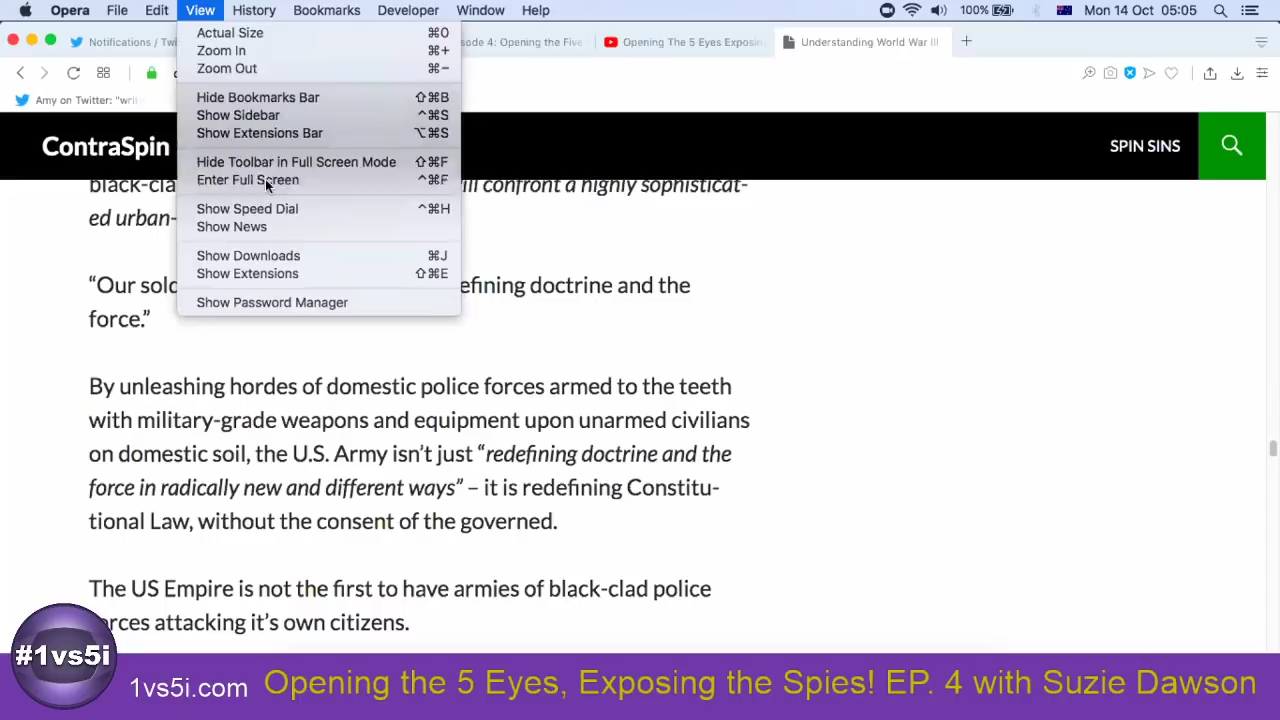 Opera File Edit View History Bookmarks Developer Window Help 100% Mon 14 Oct 05:05
Notifications / Twi
Episode 4: Opening the Five
Opening The 5 Eyes Exposin
Understanding World War III
Amy on Twitter: "wri
Actual Size ⌘0
Zoom In ⌘+
Zoom Out ⌘−
Hide Bookmarks Bar ⇧⌘B
Show Sidebar ^⌘S
Show Extensions Bar ⌥⌘S
Hide Toolbar in Full Screen Mode ⇧⌘F
Enter Full Screen ^⌘F
Show Speed Dial ^⌘H
Show News
Show Downloads ⌘J
Show Extensions ⇧⌘E
Show Password Manager
ContraSpin SPIN SINS
black-cla will confront a highly sophisticat-
ed urban-
“Our sold efining doctrine and the
force.”
By unleashing hordes of domestic police forces armed to the teeth
with military-grade weapons and equipment upon unarmed civilians
on domestic soil, the U.S. Army isn’t just “redefining doctrine and the
force in radically new and different ways” – it is redefining Constitu-
tional Law, without the consent of the governed.
The US Empire is not the first to have armies of black-clad police
forces attacking it’s own citizens.
#1vs5i
1vs5i.com Opening the 5 Eyes, Exposing the Spies! EP. 4 with Suzie Dawson